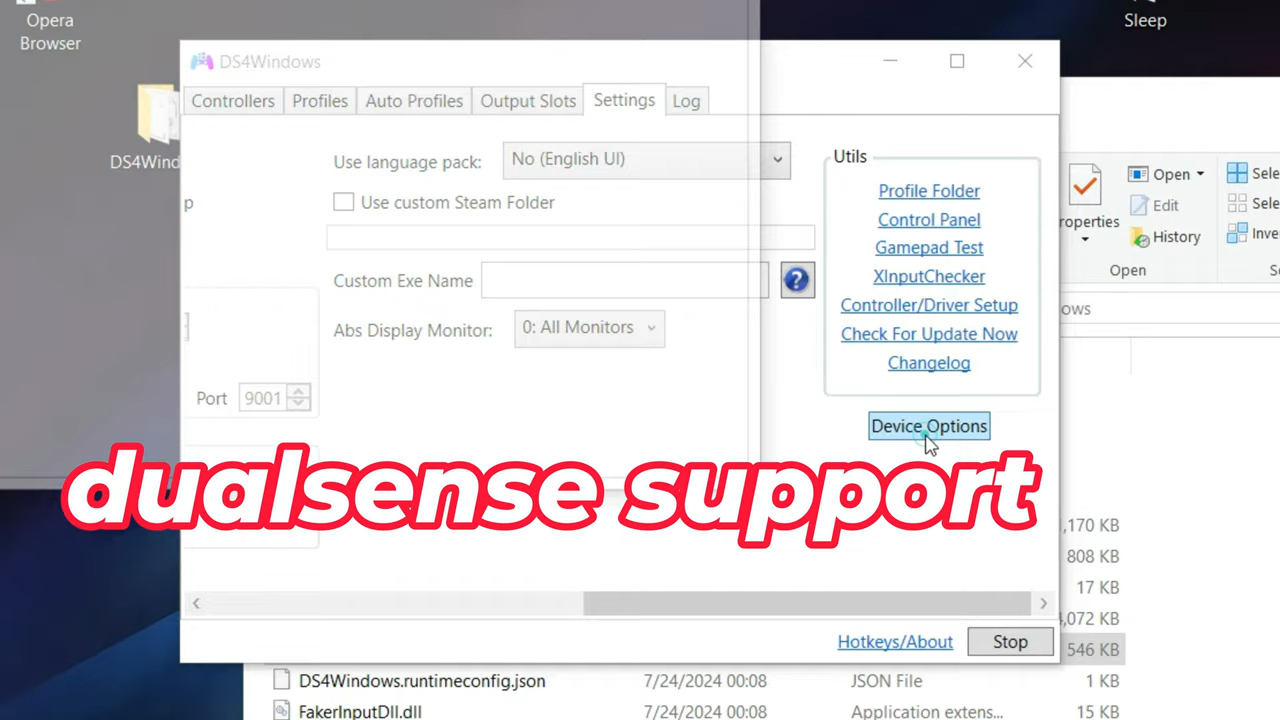 Opera
Browser
Sleep
DS4Windows
Controllers
Profiles
Auto Profiles
Output Slots
Settings
Log
DS4Wind
p
Use language pack:
No (English UI)
Use custom Steam Folder
Custom Exe Name
Abs Display Monitor:
0: All Monitors
Port
9001
Utils
Profile Folder
Control Panel
Gamepad Test
XInputChecker
Controller/Driver Setup
Check For Update Now
Changelog
Device Options
roperties
Open
Edit
History
Open
Sele
Sele
Inve
Se
ows
dualsense support
,170 KB
808 KB
17 KB
,072 KB
546 KB
Hotkeys/About
Stop
DS4Windows.runtimeconfig.json
7/24/2024 00:08
JSON File
1 KB
FakerInputDll.dll
7/24/2024 00:08
Application extens...
15 KB